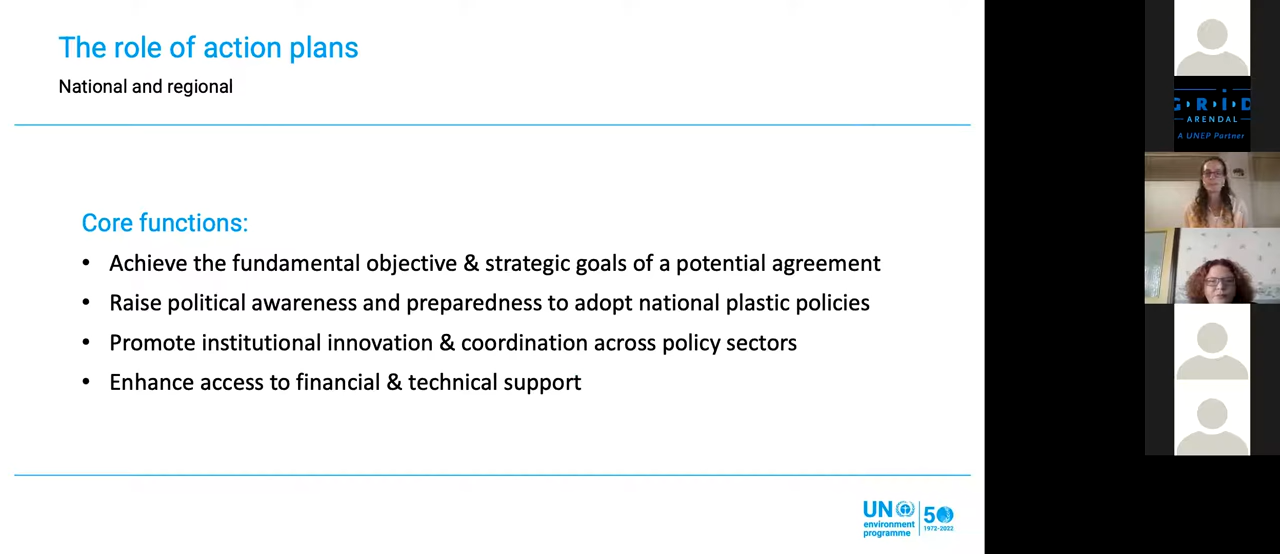 The role of action plans
National and regional
Core functions:
• Achieve the fundamental objective & strategic goals of a potential agreement
• Raise political awareness and preparedness to adopt national plastic policies
• Promote institutional innovation & coordination across policy sectors
• Enhance access to financial & technical support
UN
environment
programme
50
1972-2022
GRID
ARENDAL
A UNEP Partner